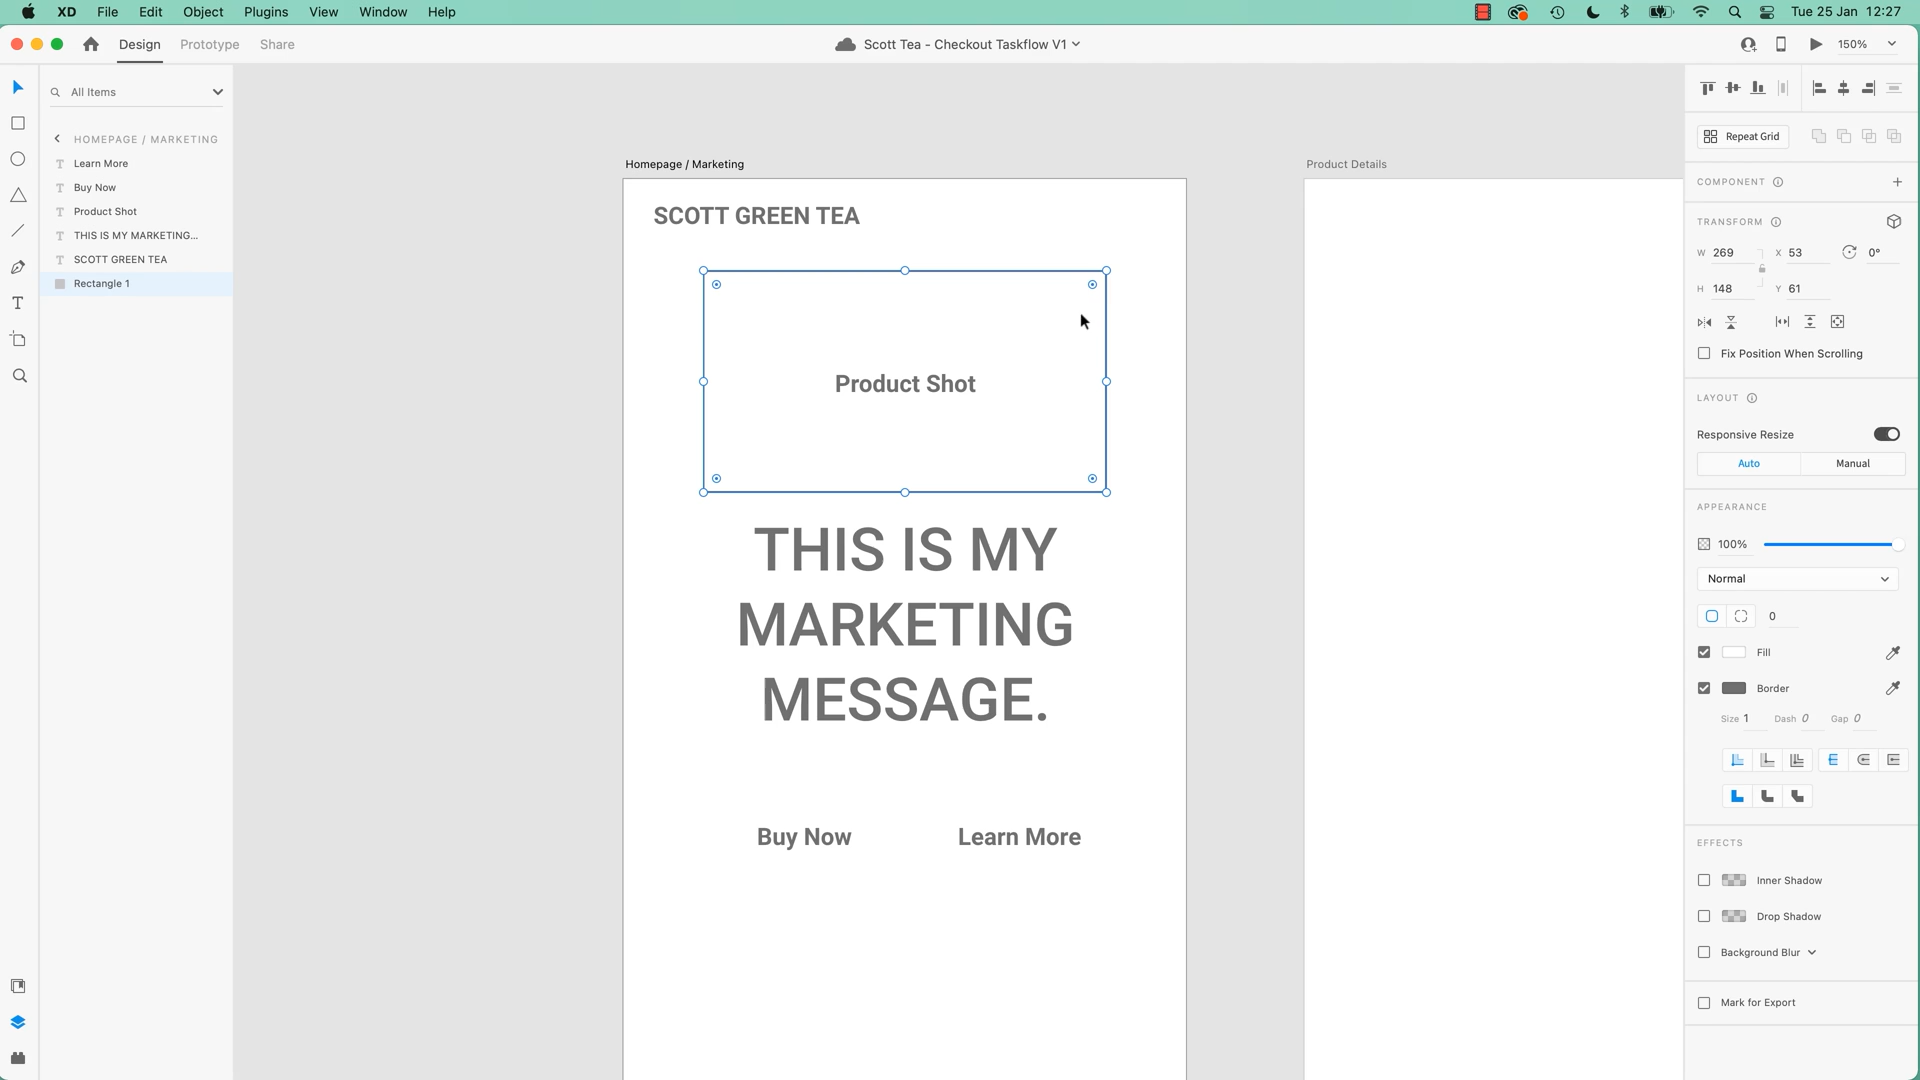 XD File Edit Object Plugins View Window Help Tue 25 Jan 12:27
Design Prototype Share Scott Tea - Checkout Taskflow V1 150%
All Items
HOMEPAGE / MARKETING
Learn More
Buy Now
Product Shot
THIS IS MY MARKETING...
SCOTT GREEN TEA
Rectangle 1
Homepage / Marketing
SCOTT GREEN TEA
Product Shot
THIS IS MY
MARKETING
MESSAGE.
Buy Now Learn More
Product Details
Repeat Grid
COMPONENT
TRANSFORM
W 269 X 53 0°
H 148 Y 61
Fix Position When Scrolling
LAYOUT
Responsive Resize
Auto Manual
APPEARANCE
100%
Normal
0
Fill
Border
Size 1 Dash 0 Gap 0
EFFECTS
Inner Shadow
Drop Shadow
Background Blur
Mark for Export